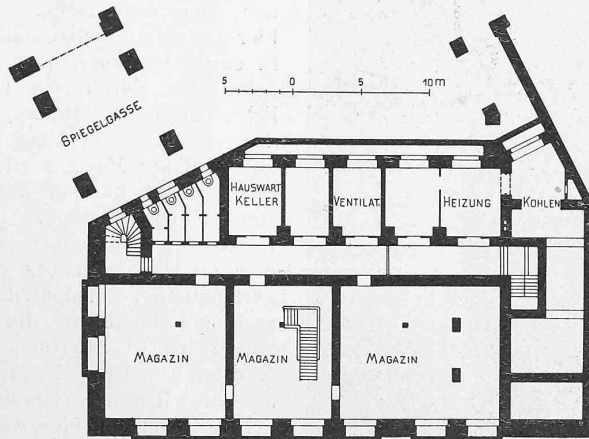 5 0 5 10m
SPIEGELGASSE
HAUSWART
KELLER
VENTILAT.
HEIZUNG
KOHLEN
MAGAZIN
MAGAZIN
MAGAZIN